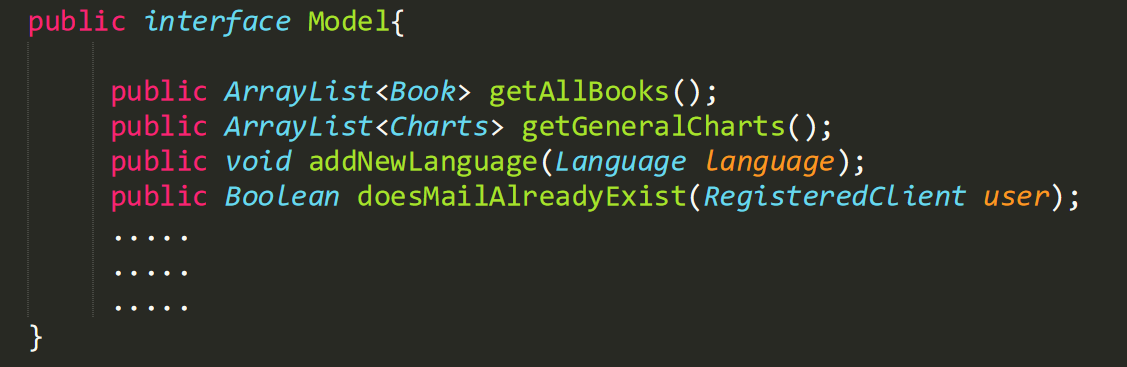 public interface Model{
public ArrayList<Book> getAllBooks();
public ArrayList<Charts> getGeneralCharts();
public void addNewLanguage(Language language);
public Boolean doesMailAlreadyExist(RegisteredClient user);
.....
.....
.....
}